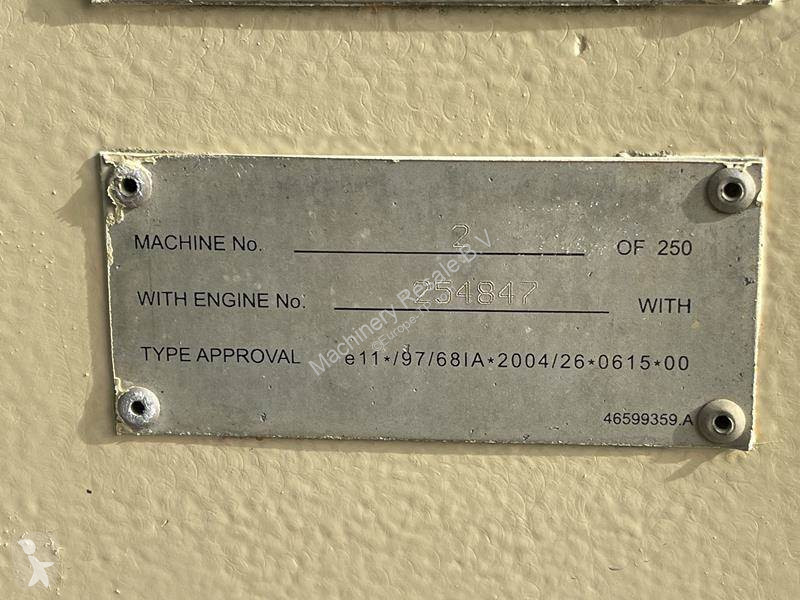 MACHINE No. 2 OF 250
WITH ENGINE No: 254847 WITH
TYPE APPROVAL e11*/97/68IA*2004/26*0615*00
46599359.A
Machinery Resale B.V.